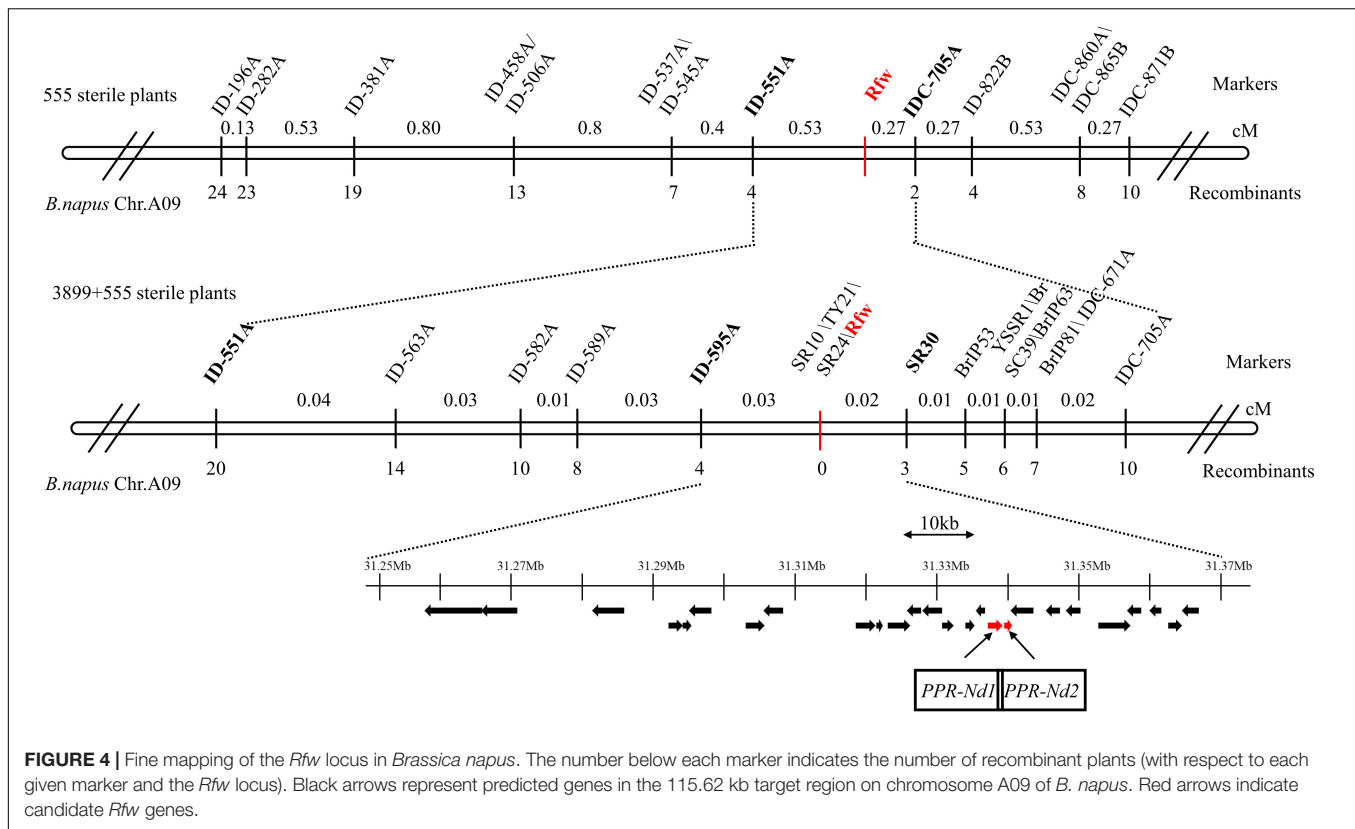 ID-196A
ID-282A
ID-381A
ID-458A/
ID-506A
ID-537A\
ID-545A
ID-551A
Rfw
IDC-705A
ID-822B
IDC-860A\
IDC-865B
IDC-871B
555 sterile plants
Markers
0.13 0.53 0.80 0.8 0.4 0.53 0.27 0.27 0.53 0.27 cM
24 23 19 13 7 4 2 4 8 10
B.napus Chr.A09
Recombinants
3899+555 sterile plants
ID-551A
ID-563A
ID-582A
ID-589A
ID-595A
SR10 \TY21\
SR24\Rfw
SR30
BrIP53
YSSR1\Br
SC39\BrIP63
BrIP81\ IDC-671A
IDC-705A
Markers
0.04 0.03 0.01 0.03 0.03 0.02 0.01 0.01 0.01 0.02 cM
20 14 10 8 4 0 3 5 6 7 10
B.napus Chr.A09
Recombinants
10kb
31.25Mb 31.27Mb 31.29Mb 31.31Mb 31.33Mb 31.35Mb 31.37Mb
PPR-Nd1 PPR-Nd2
FIGURE 4 | Fine mapping of the Rfw locus in Brassica napus. The number below each marker indicates the number of recombinant plants (with respect to each
given marker and the Rfw locus). Black arrows represent predicted genes in the 115.62 kb target region on chromosome A09 of B. napus. Red arrows indicate
candidate Rfw genes.